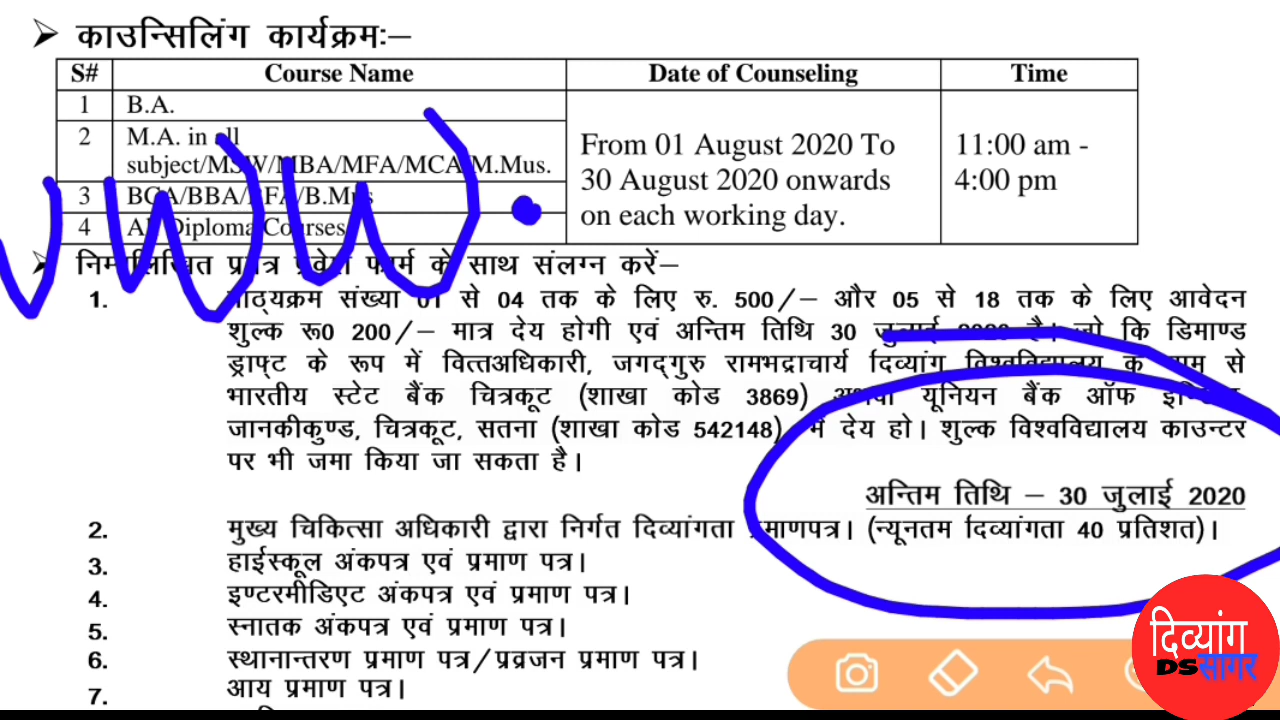 ➢ काउन्सिलिंग कार्यक्रमः–
S# Course Name Date of Counseling Time
1 B.A.
2 M.A. in all
subject/MSW/MBA/MFA/MCA/M.Mus.
3 BCA/BBA/BFA/B.Mus
4 All Diploma Courses
From 01 August 2020 To
30 August 2020 onwards
on each working day.
11:00 am -
4:00 pm
www.
➢ निम्नलिखित प्रपत्र प्रवेश फार्म के साथ संलग्न करें–
1. पाठ्यक्रम संख्या 01 से 04 तक के लिए रु. 500/– और 05 से 18 तक के लिए आवेदन
शुल्क रू0 200/– मात्र देय होगी एवं अन्तिम तिथि 30 जुलाई 2020 है। जो कि डिमाण्ड
ड्राफ्ट के रूप में वित्तअधिकारी, जगद्गुरु रामभद्राचार्य दिव्यांग विश्वविद्यालय के नाम से
भारतीय स्टेट बैंक चित्रकूट (शाखा कोड 3869) अथवा यूनियन बैंक ऑफ इण्डिया,
जानकीकुण्ड, चित्रकूट, सतना (शाखा कोड 542148) में देय हो। शुल्क विश्वविद्यालय काउन्टर
पर भी जमा किया जा सकता है।
अन्तिम तिथि – 30 जुलाई 2020
2. मुख्य चिकित्सा अधिकारी द्वारा निर्गत दिव्यांगता प्रमाणपत्र। (न्यूनतम दिव्यांगता 40 प्रतिशत)।
3. हाईस्कूल अंकपत्र एवं प्रमाण पत्र।
4. इण्टरमीडिएट अंकपत्र एवं प्रमाण पत्र।
5. स्नातक अंकपत्र एवं प्रमाण पत्र।
6. स्थानान्तरण प्रमाण पत्र/प्रव्रजन प्रमाण पत्र।
7. आय प्रमाण पत्र।
दिव्यांग
DSसागर